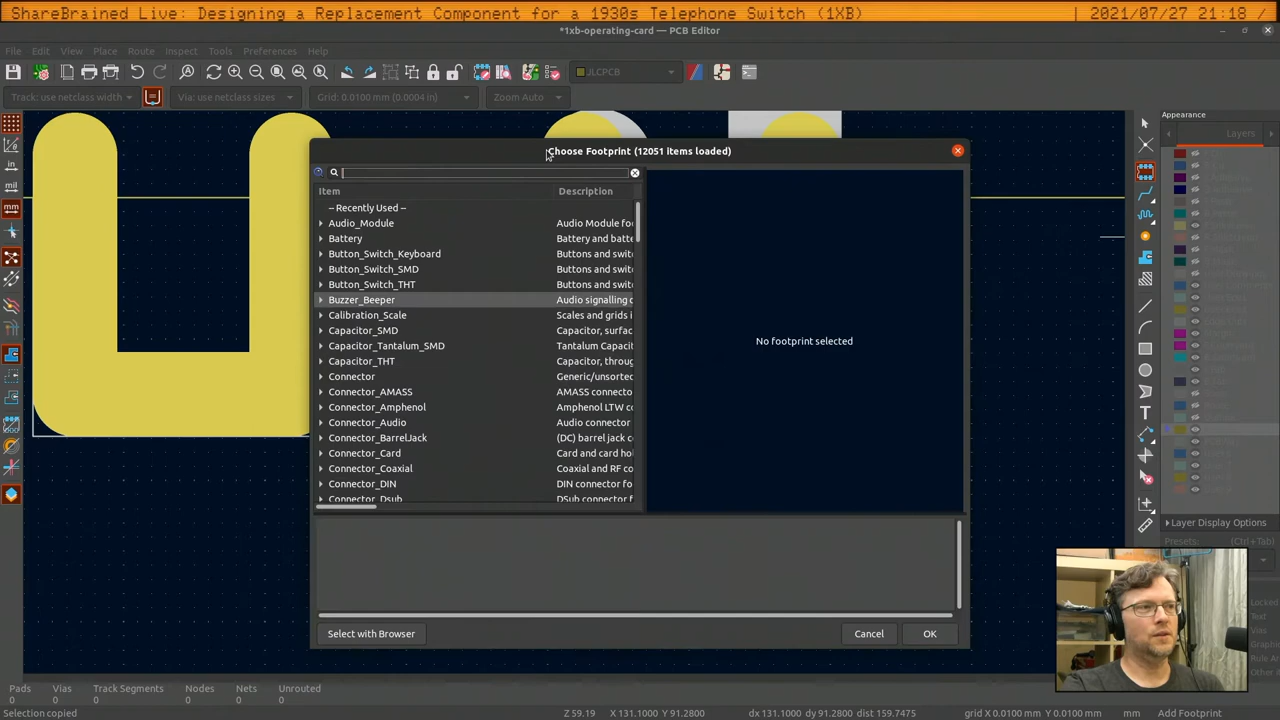 ShareBrained Live: Designing a Replacement Component for a 1930s Telephone Switch (1XB) | 2021/07/27 21:18 /
*1xb-operating-card — PCB Editor
File Edit View Place Route Inspect Tools Preferences Help
JLCPCB
Track: use netclass width Via: use netclass sizes Grid: 0.0100 mm (0.0004 in) Zoom Auto
Appearance
Layers
in
mil
mm
Choose Footprint (12051 items loaded)
Item Description
– Recently Used –
Audio_Module Audio Module fo
Battery Battery and batte
Button_Switch_Keyboard Buttons and swit
Button_Switch_SMD Buttons and swit
Button_Switch_THT Buttons and swit
Buzzer_Beeper Audio signalling d
Calibration_Scale Scales and grids i
Capacitor_SMD Capacitor, surfac
Capacitor_Tantalum_SMD Tantalum Capacit
Capacitor_THT Capacitor, throug
Connector Generic/unsorte
Connector_AMASS AMASS connecto
Connector_Amphenol Amphenol LTW co
Connector_Audio Audio connector
Connector_BarrelJack (DC) barrel jack c
Connector_Card Card and card hol
Connector_Coaxial Coaxial and RF co
Connector_DIN DIN connector fo
Connector_Dsub DSub connector f
No footprint selected
Select with Browser Cancel OK
Layer Display Options
Presets: (Ctrl+Tab)
Pads Vias Track Segments Nodes Nets Unrouted
0 0 0 0 0 0
Selection copied Z 59.19 X 131.1000 Y 91.2800 dx 131.1000 dy 91.2800 dist 159.7475 grid X 0.0100 Y 0.0100 mm Add Footprint